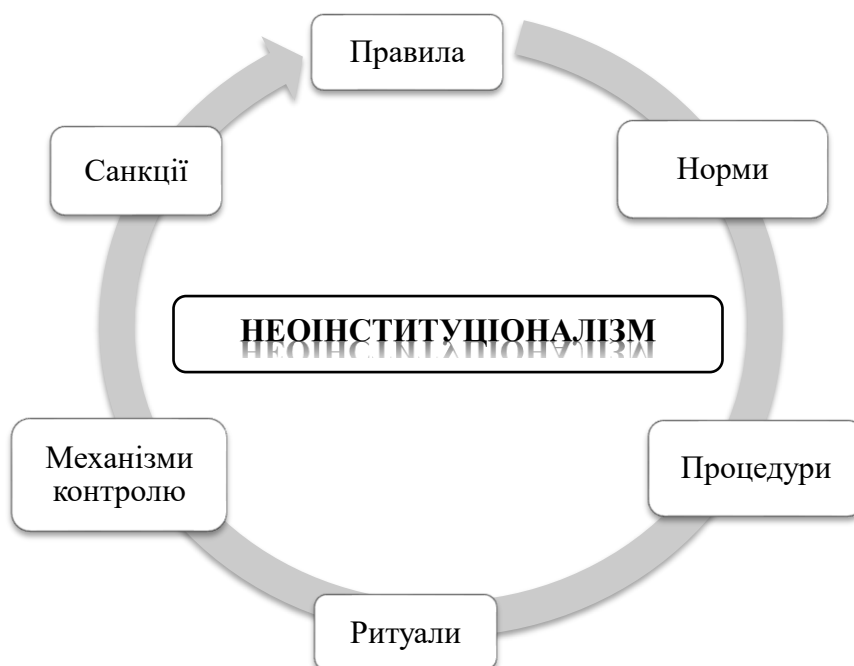 Правила
Санкції
Норми
НЕОІНСТИТУЦІОНАЛІЗМ
Механізми
контролю
Процедури
Ритуали